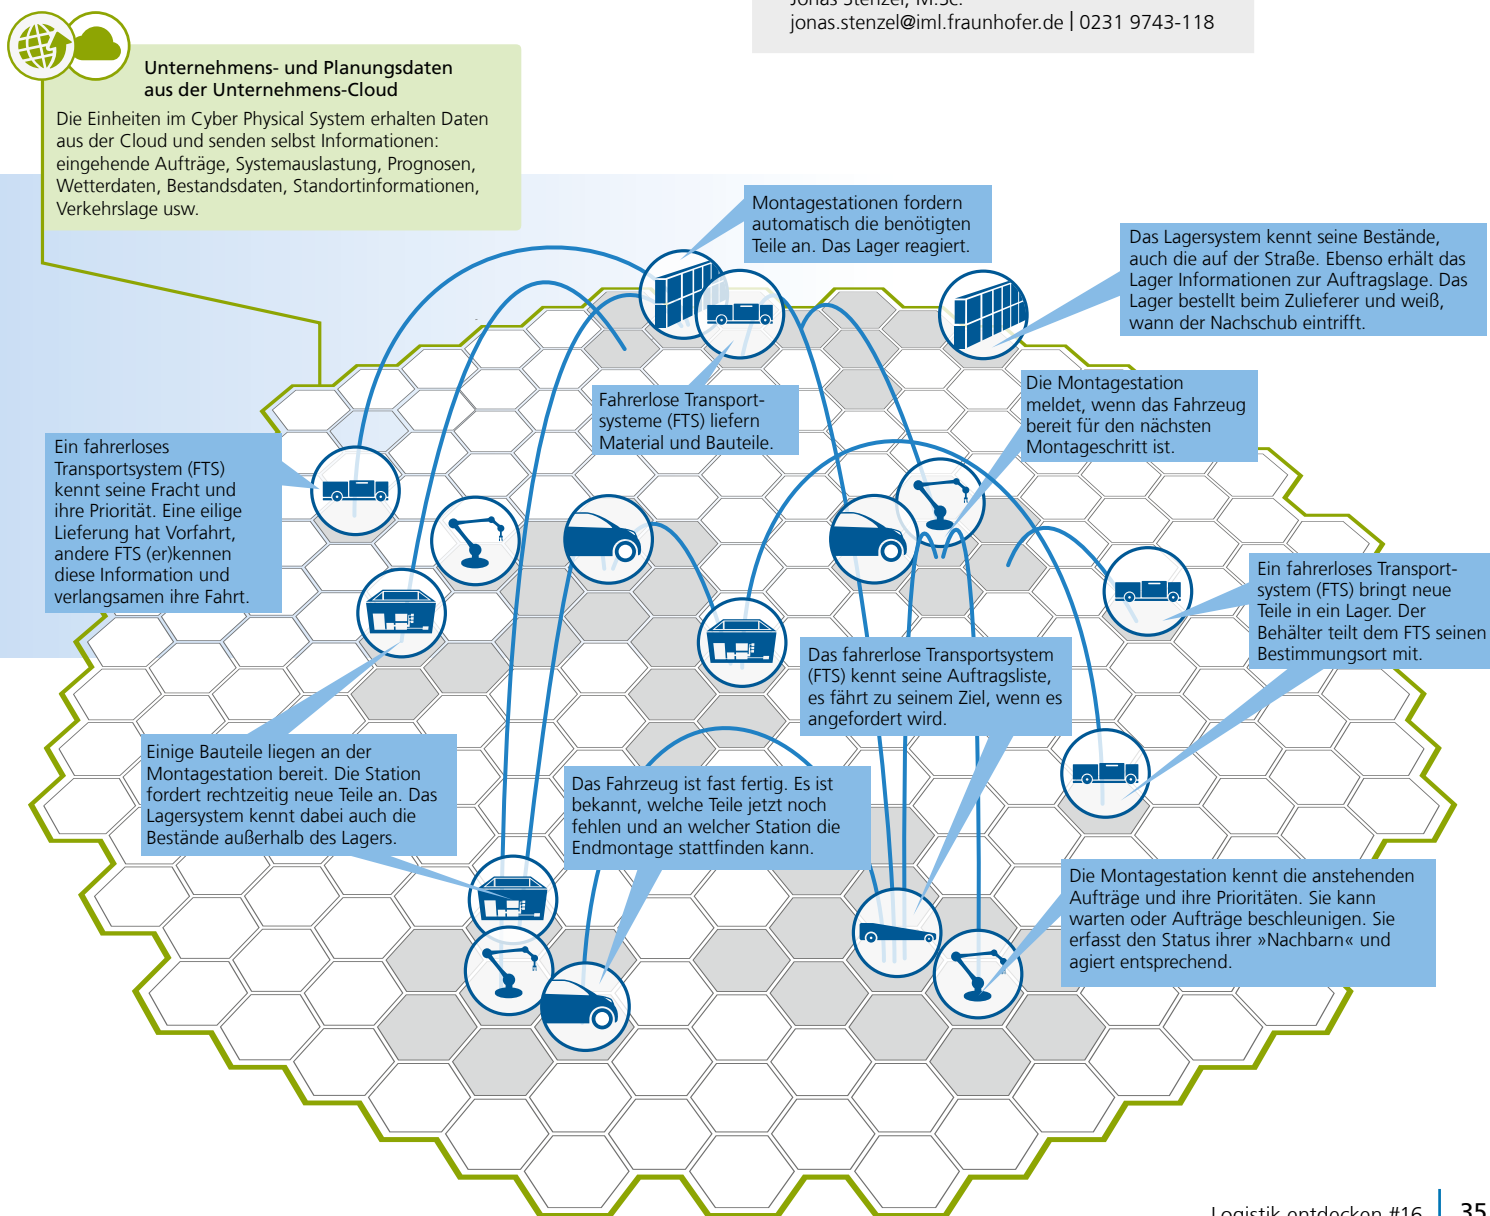 Jonas Stenzel, M.Sc.
jonas.stenzel@iml.fraunhofer.de | 0231 9743-118
Unternehmens- und Planungsdaten
aus der Unternehmens-Cloud
Die Einheiten im Cyber Physical System erhalten Daten
aus der Cloud und senden selbst Informationen:
eingehende Aufträge, Systemauslastung, Prognosen,
Wetterdaten, Bestandsdaten, Standortinformationen,
Verkehrslage usw.
Montagestationen fordern
automatisch die benötigten
Teile an. Das Lager reagiert.
Das Lagersystem kennt seine Bestände,
auch die auf der Straße. Ebenso erhält das
Lager Informationen zur Auftragslage. Das
Lager bestellt beim Zulieferer und weiß,
wann der Nachschub eintrifft.
Fahrerlose Transport-
systeme (FTS) liefern
Material und Bauteile.
Die Montagestation
meldet, wenn das Fahrzeug
bereit für den nächsten
Montageschritt ist.
Ein fahrerloses
Transportsystem (FTS)
kennt seine Fracht und
ihre Priorität. Eine eilige
Lieferung hat Vorfahrt,
andere FTS (er)kennen
diese Information und
verlangsamen ihre Fahrt.
Ein fahrerloses Transport-
system (FTS) bringt neue
Teile in ein Lager. Der
Behälter teilt dem FTS seinen
Bestimmungsort mit.
Das fahrerlose Transportsystem
(FTS) kennt seine Auftragsliste,
es fährt zu seinem Ziel, wenn es
angefordert wird.
Einige Bauteile liegen an der
Montagestation bereit. Die Station
fordert rechtzeitig neue Teile an. Das
Lagersystem kennt dabei auch die
Bestände außerhalb des Lagers.
Das Fahrzeug ist fast fertig. Es ist
bekannt, welche Teile jetzt noch
fehlen und an welcher Station die
Endmontage stattfinden kann.
Die Montagestation kennt die anstehenden
Aufträge und ihre Prioritäten. Sie kann
warten oder Aufträge beschleunigen. Sie
erfasst den Status ihrer »Nachbarn« und
agiert entsprechend.
Logistik entdecken #16 | 35